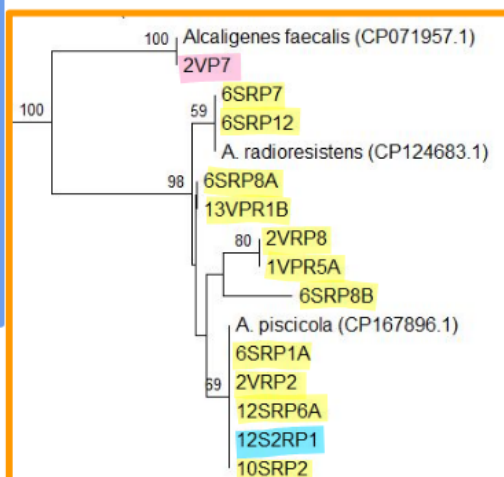 100
Alcaligenes faecalis (CP071957.1)
2VP7
100
6SRP7
59
6SRP12
A. radioresistens (CP124683.1)
98
6SRP8A
13VPR1B
2VRP8
80
1VPR5A
6SRP8B
A. piscicola (CP167896.1)
6SRP1A
2VRP2
69
12SRP6A
12S2RP1
10SRP2